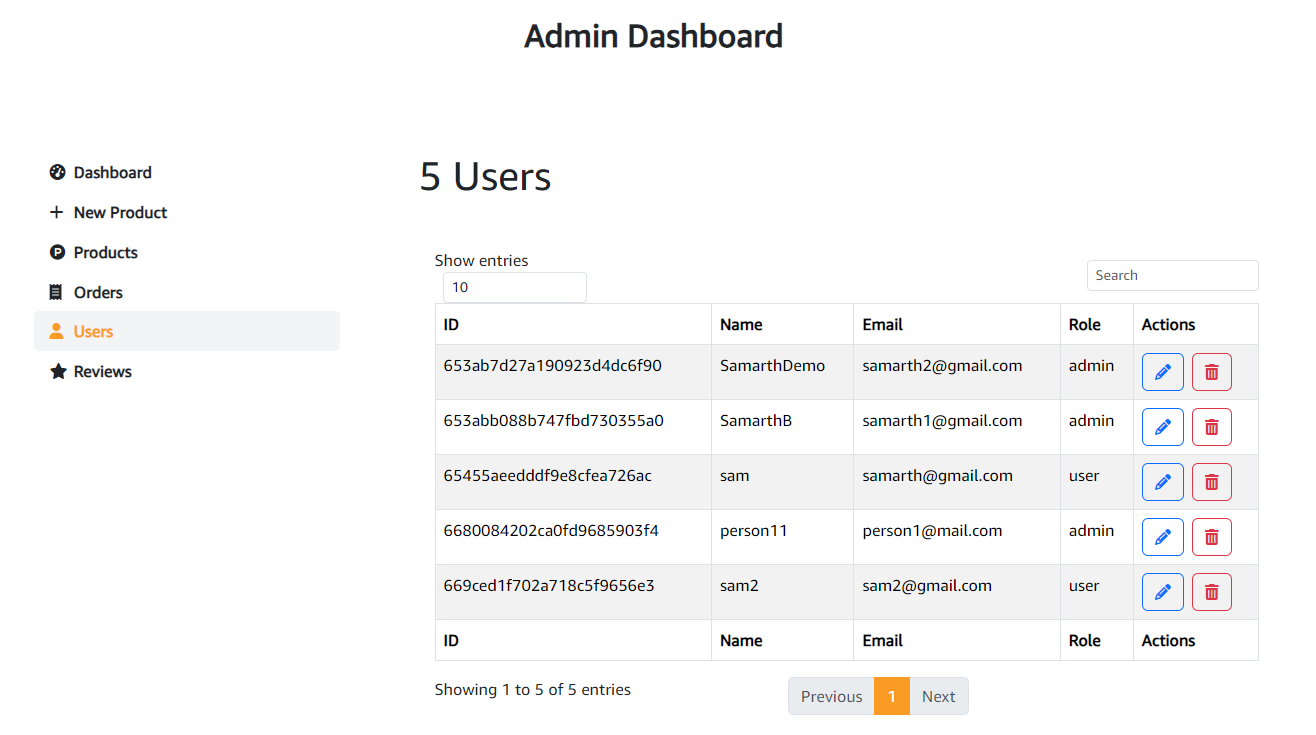 Admin Dashboard
Dashboard
New Product
Products
Orders
Users
Reviews
5 Users
Show entries
10
Search
ID Name Email Role Actions
653ab7d27a190923d4dc6f90 SamarthDemo samarth2@gmail.com admin
653abb088b747fbd730355a0 SamarthB samarth1@gmail.com admin
65455aeedddf9e8cfea726ac sam samarth@gmail.com user
6680084202ca0fd9685903f4 person11 person1@mail.com admin
669ced1f702a718c5f9656e3 sam2 sam2@gmail.com user
ID Name Email Role Actions
Showing 1 to 5 of 5 entries
Previous 1 Next